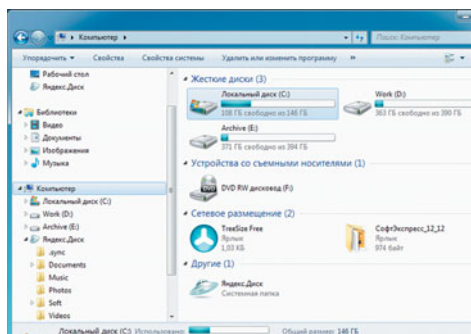 Компьютер
Поиск: Компьютер
Упорядочить
Свойства
Свойства системы
Удалить или изменить программу
»
Рабочий стол
Яндекс.Диск
Библиотеки
Видео
Документы
Изображения
Музыка
Компьютер
Локальный диск (C:)
Work (D:)
Archive (E:)
Яндекс.Диск
.sync
Documents
Music
Photos
Soft
Videos
Жесткие диски (3)
Локальный диск (C:)
108 ГБ свободно из 146 ГБ
Work (D:)
363 ГБ свободно из 390 ГБ
Archive (E:)
371 ГБ свободно из 394 ГБ
Устройства со съемными носителями (1)
DVD
DVD RW дисковод (F:)
Сетевое размещение (2)
TreeSize Free
Ярлык
1,03 КБ
СофтЭкспресс_12_12
Ярлык
974 байт
Другие (1)
Яндекс.Диск
Системная папка
Локальный диск (C:) Использовано:
Общий размер: 146 ГБ